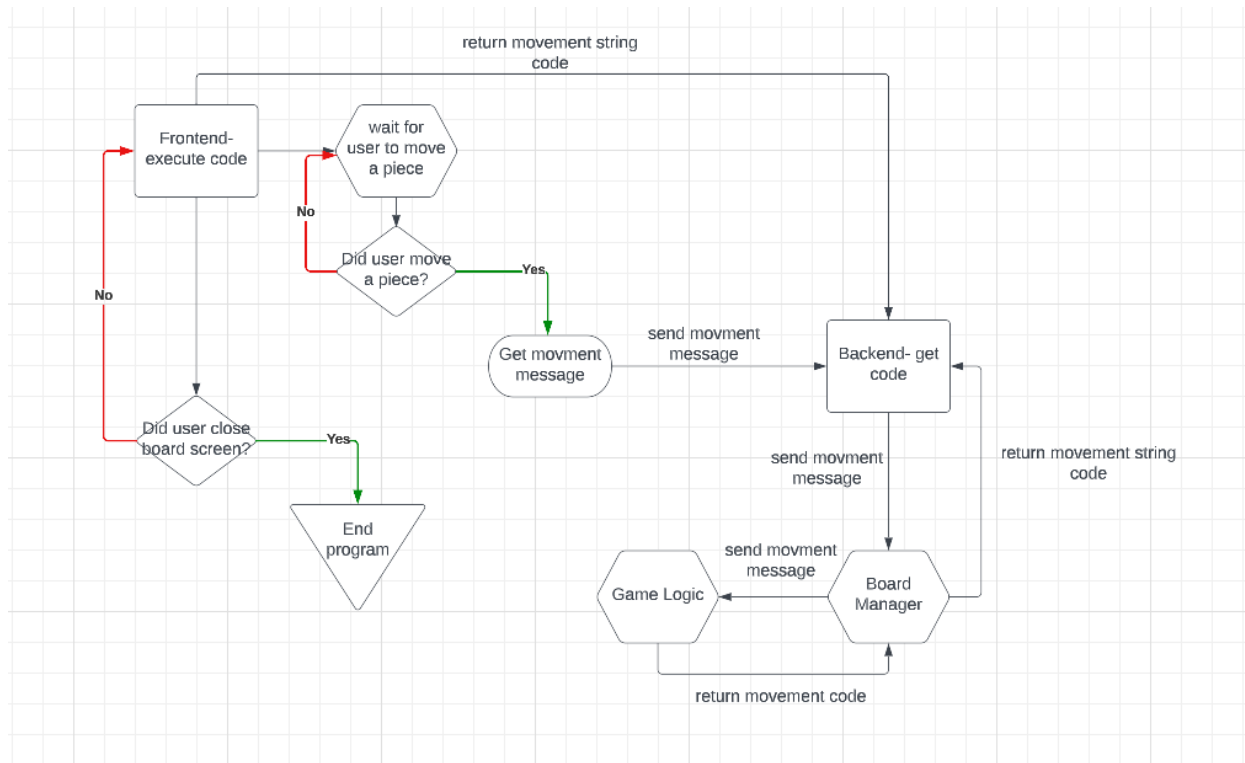 return movement string
code
Frontend-
execute code
wait for
user to move
a piece
No
Did user move
a piece?
Yes
No
Get movment
message
send movment
message
Backend- get
code
Did user close
board screen?
Yes
send movment
message
return movement string
code
End
program
send movment
message
Game Logic
Board
Manager
return movement code